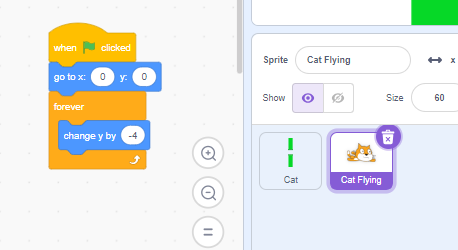 when clicked
go to x: 0 y: 0
forever
change y by -4
Sprite Cat Flying x
Show Size 60
Cat
Cat Flying